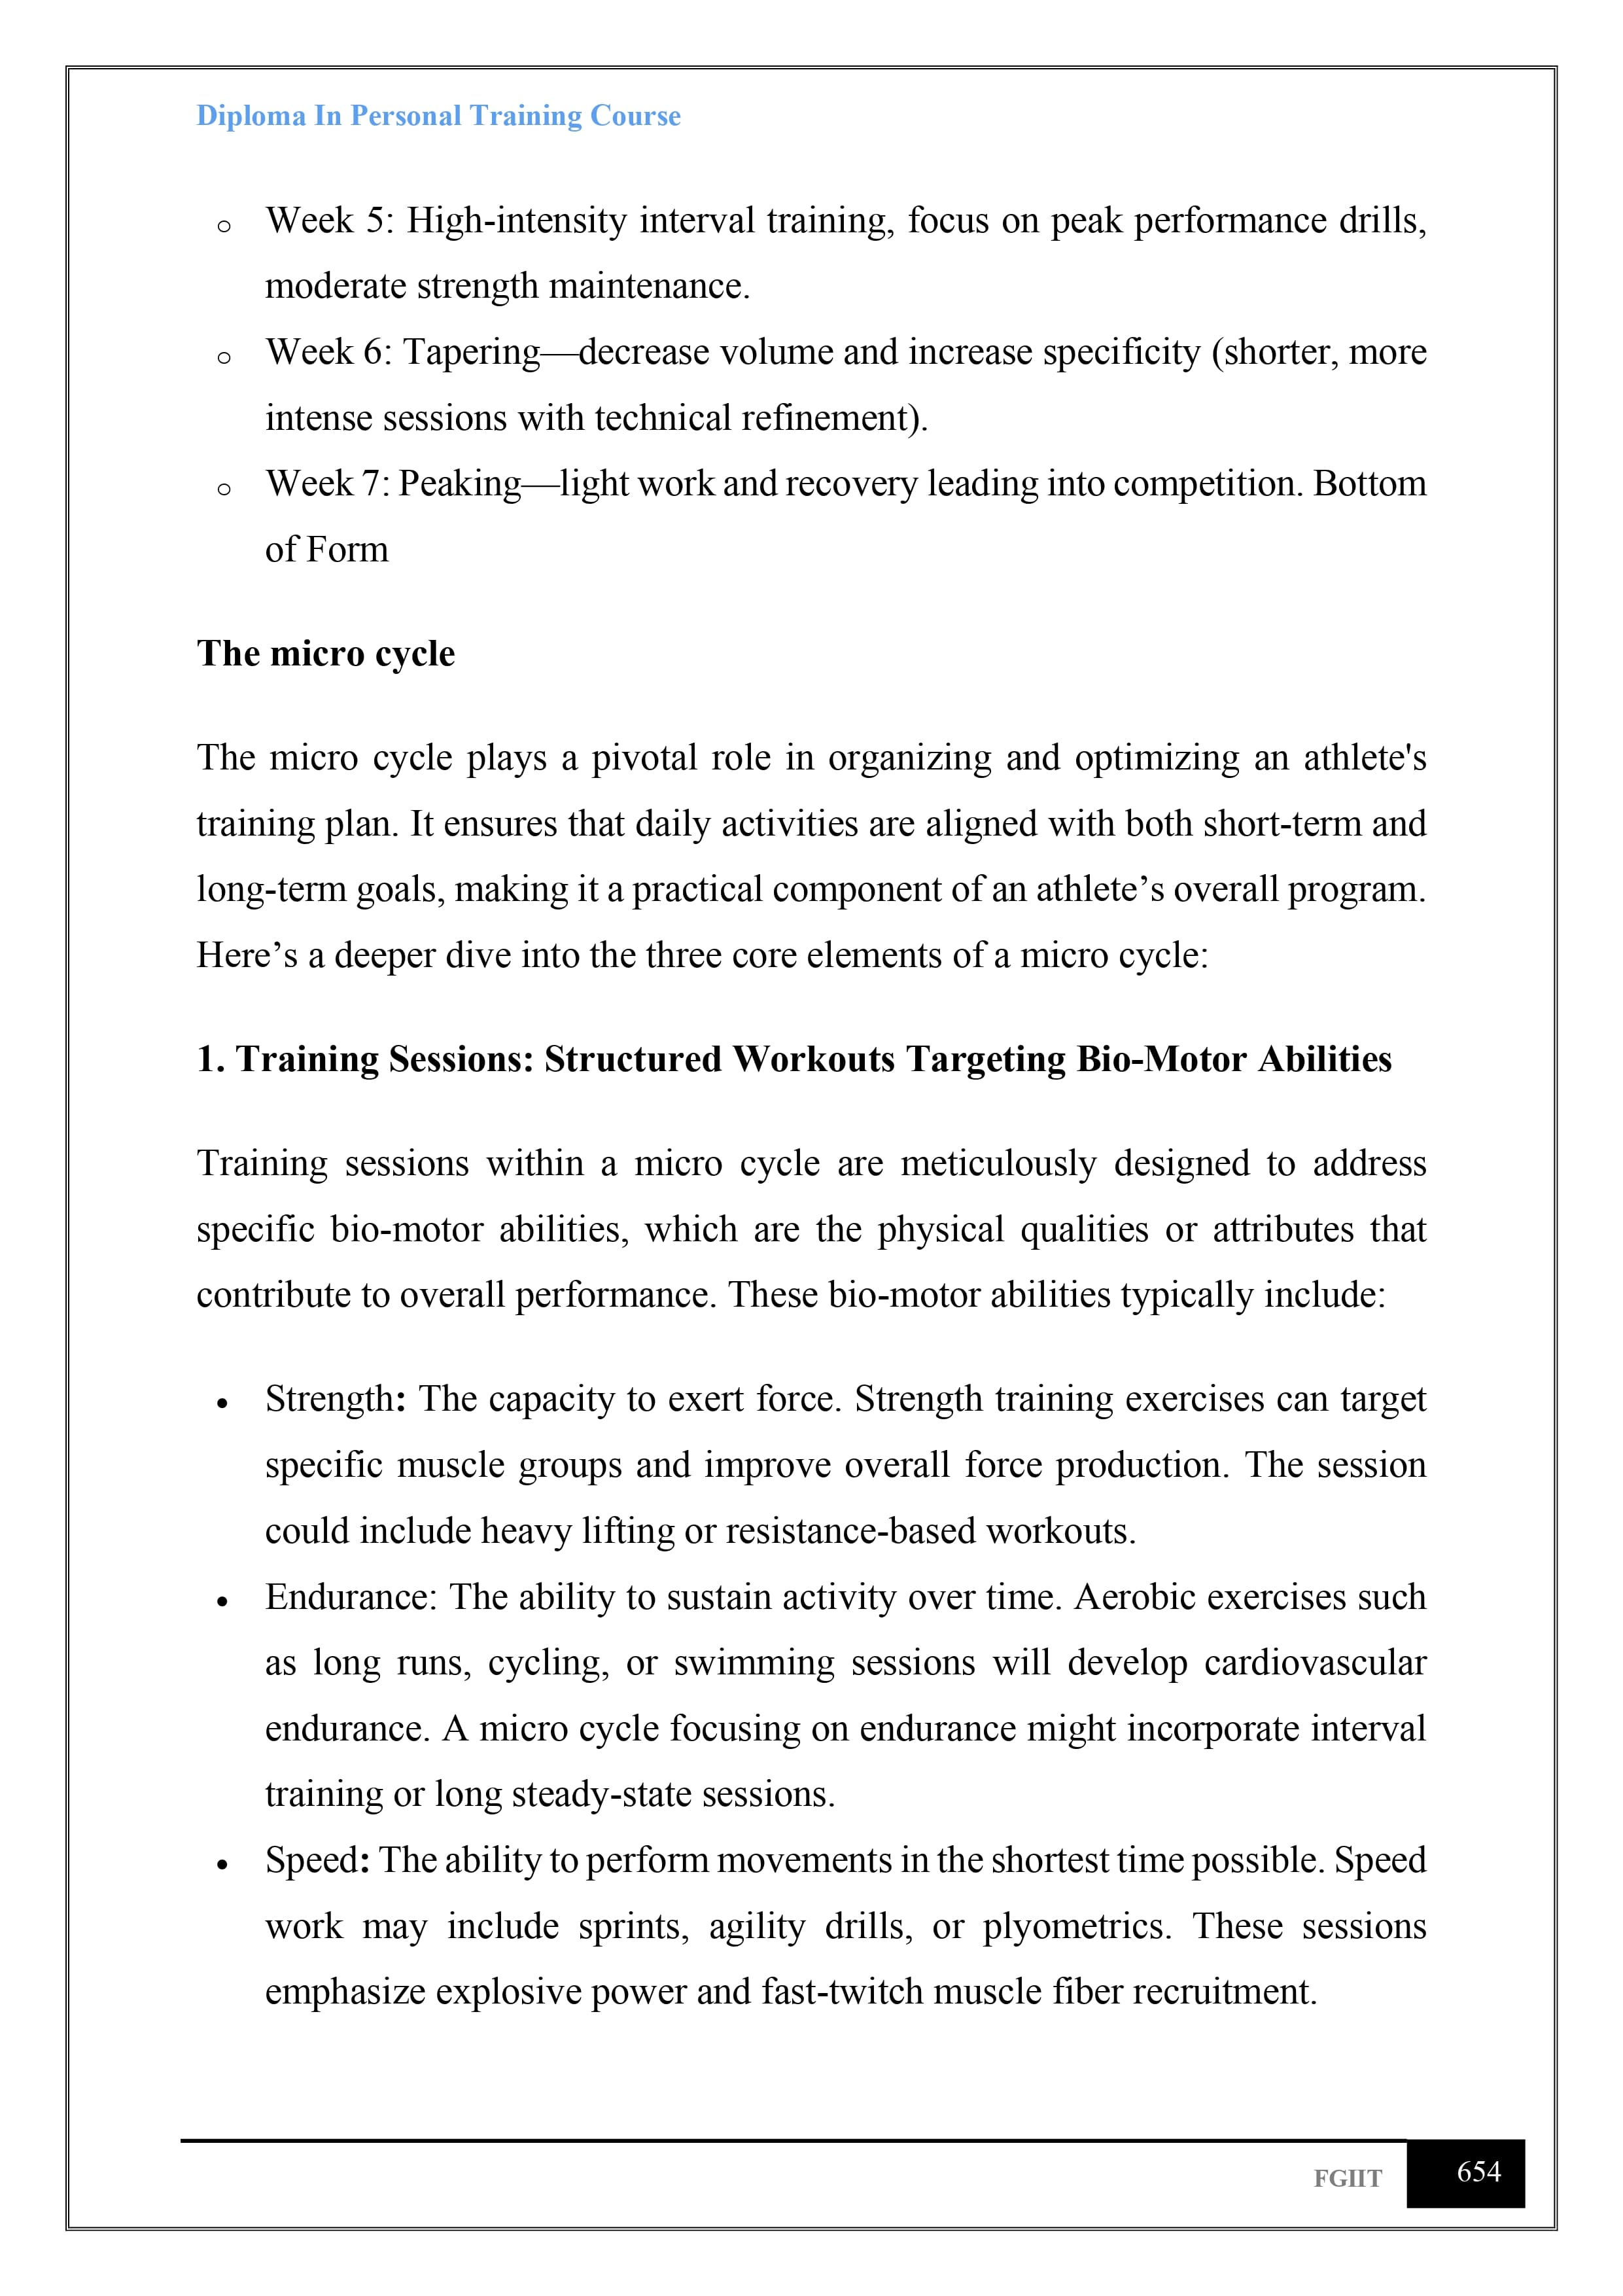 Diploma In Personal Training Course
o Week 5: High-intensity interval training, focus on peak performance drills,
moderate strength maintenance.
o Week 6: Tapering—decrease volume and increase specificity (shorter, more
intense sessions with technical refinement).
o Week 7: Peaking—light work and recovery leading into competition. Bottom
of Form
The micro cycle
The micro cycle plays a pivotal role in organizing and optimizing an athlete's
training plan. It ensures that daily activities are aligned with both short-term and
long-term goals, making it a practical component of an athlete’s overall program.
Here’s a deeper dive into the three core elements of a micro cycle:
1. Training Sessions: Structured Workouts Targeting Bio-Motor Abilities
Training sessions within a micro cycle are meticulously designed to address
specific bio-motor abilities, which are the physical qualities or attributes that
contribute to overall performance. These bio-motor abilities typically include:
• Strength: The capacity to exert force. Strength training exercises can target
specific muscle groups and improve overall force production. The session
could include heavy lifting or resistance-based workouts.
• Endurance: The ability to sustain activity over time. Aerobic exercises such
as long runs, cycling, or swimming sessions will develop cardiovascular
endurance. A micro cycle focusing on endurance might incorporate interval
training or long steady-state sessions.
• Speed: The ability to perform movements in the shortest time possible. Speed
work may include sprints, agility drills, or plyometrics. These sessions
emphasize explosive power and fast-twitch muscle fiber recruitment.
FGIIT 654